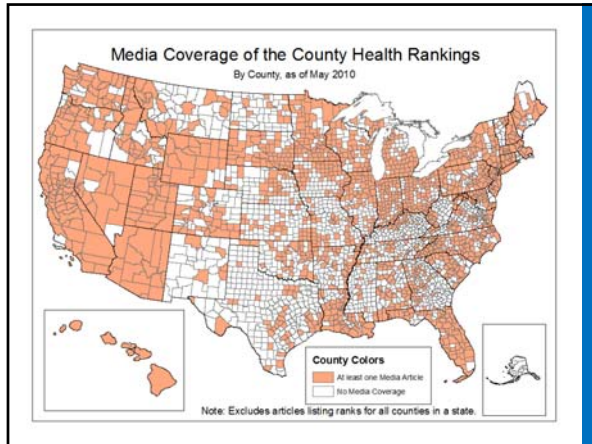 Media Coverage of the County Health Rankings
By County, as of May 2010
County Colors
At least one Media Article
No Media Coverage
Note: Excludes articles listing ranks for all counties in a state.